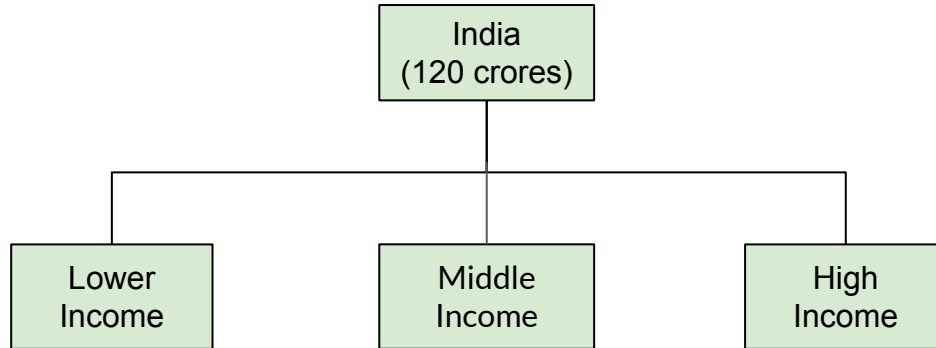 India
(120 crores)
Lower
Income
Middle
Income
High
Income